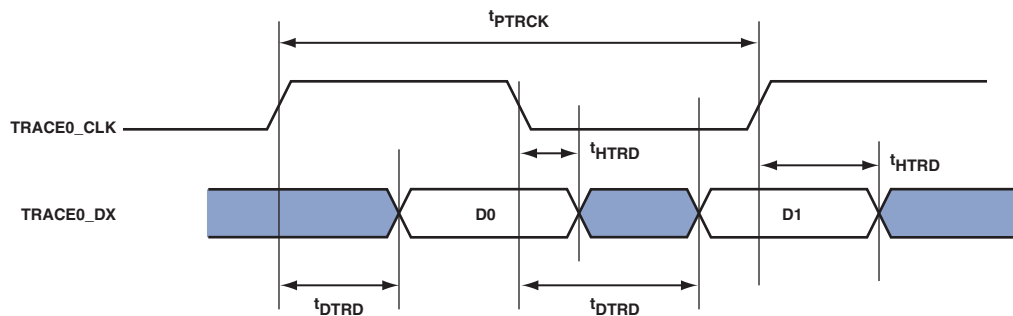 tPTRCK
TRACE0_CLK
tHTRD
tHTRD
TRACE0_DX
D0
D1
tDTRD
tDTRD